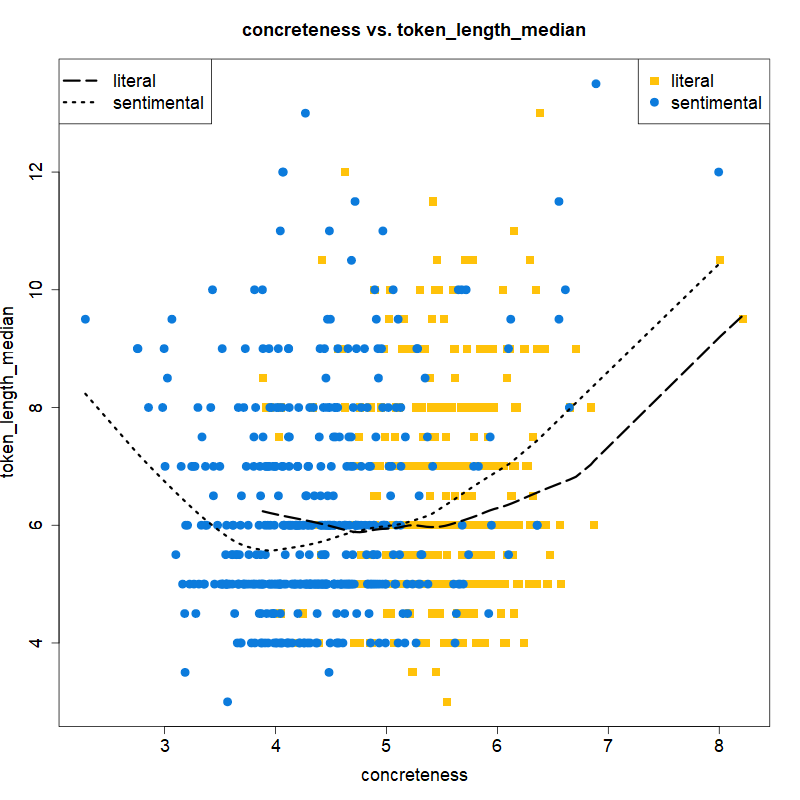 concreteness vs. token_length_median
literal
sentimental
literal
sentimental
token_length_median
12
10
8
6
4
3 4 5 6 7 8
concreteness